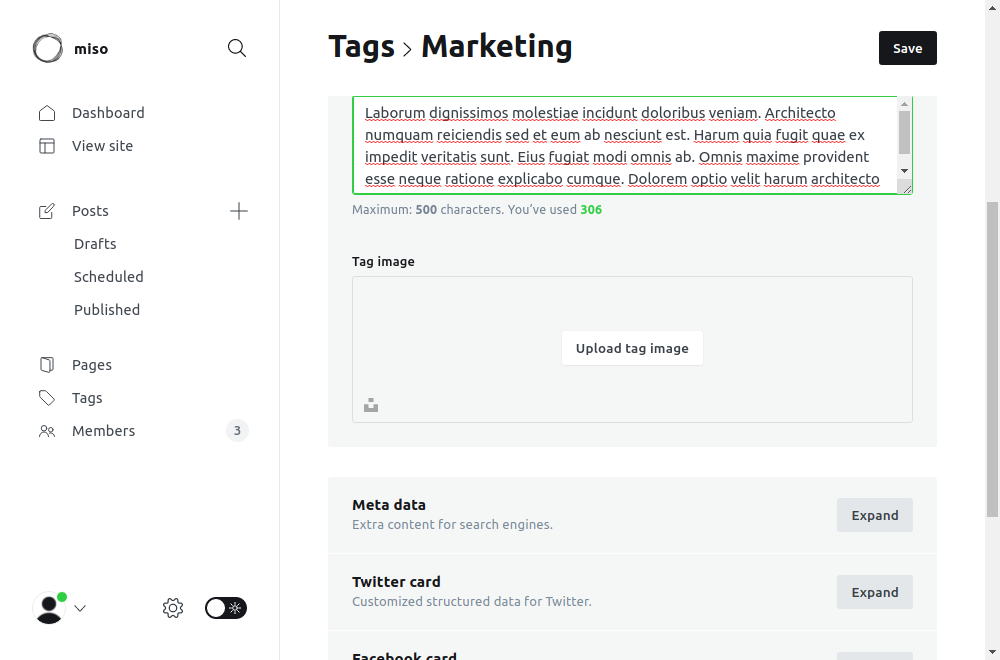 miso
Dashboard
View site
Posts
Drafts
Scheduled
Published
Pages
Tags
Members
3
Tags
Marketing
Save
Laborum dignissimos molestiae incidunt doloribus veniam. Architecto
numquam reiciendis sed et eum ab nesciunt est. Harum quia fugit quae ex
impedit veritatis sunt. Eius fugiat modi omnis ab. Omnis maxime provident
esse neque ratione explicabo cumque. Dolorem optio velit harum architecto
Maximum: 500 characters. You’ve used 306
Tag image
Upload tag image
Meta data
Extra content for search engines.
Expand
Twitter card
Customized structured data for Twitter.
Expand
Facebook card